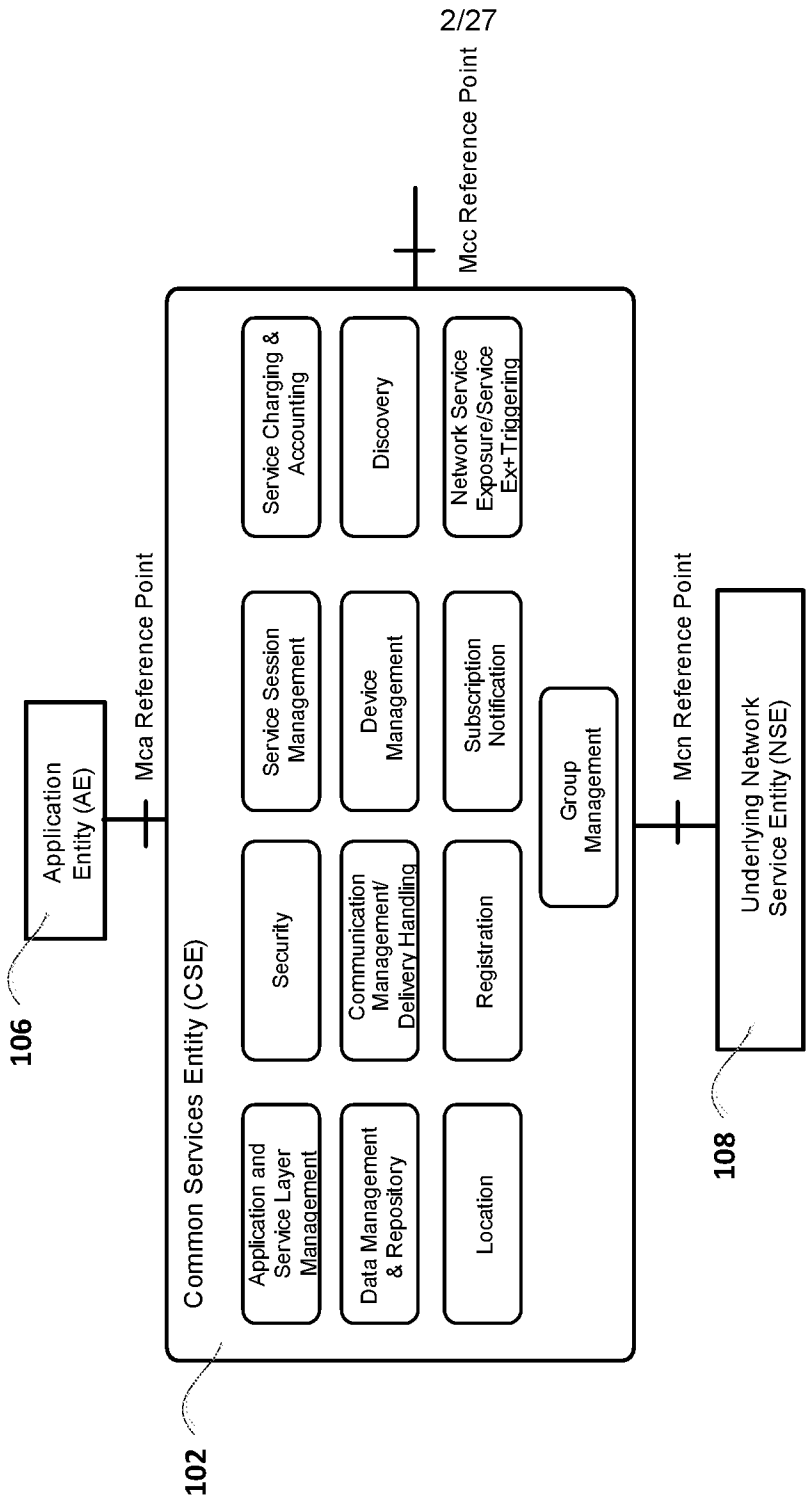 2/27
106
Application
Entity (AE)
Mca Reference Point
102
Common Services Entity (CSE)
Application and
Service Layer
Management
Security
Service Session
Management
Service Charging &
Accounting
Data Management
& Repository
Communication
Management/
Delivery Handling
Device
Management
Discovery
Location
Registration
Subscription
Notification
Network Service
Exposure/Service
Ex+Triggering
Group
Management
Mcc Reference Point
Mcn Reference Point
108
Underlying Network
Service Entity (NSE)